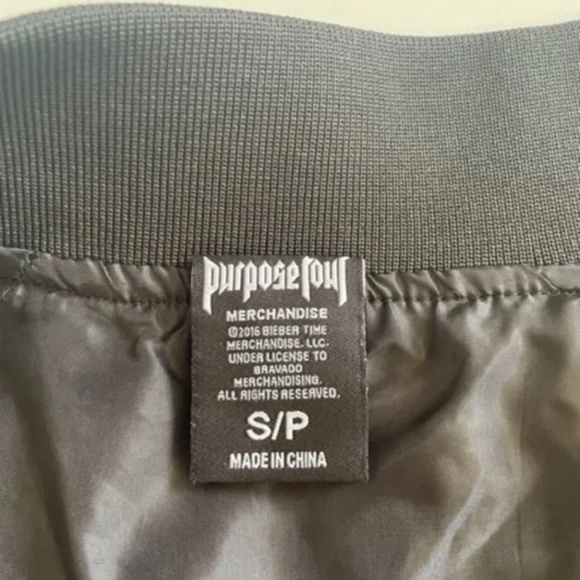 purpose tour
MERCHANDISE
©2016 BIEBER TIME
MERCHANDISE, LLC.
UNDER LICENSE TO
BRAVADO
MERCHANDISING.
ALL RIGHTS RESERVED.
S/P
MADE IN CHINA